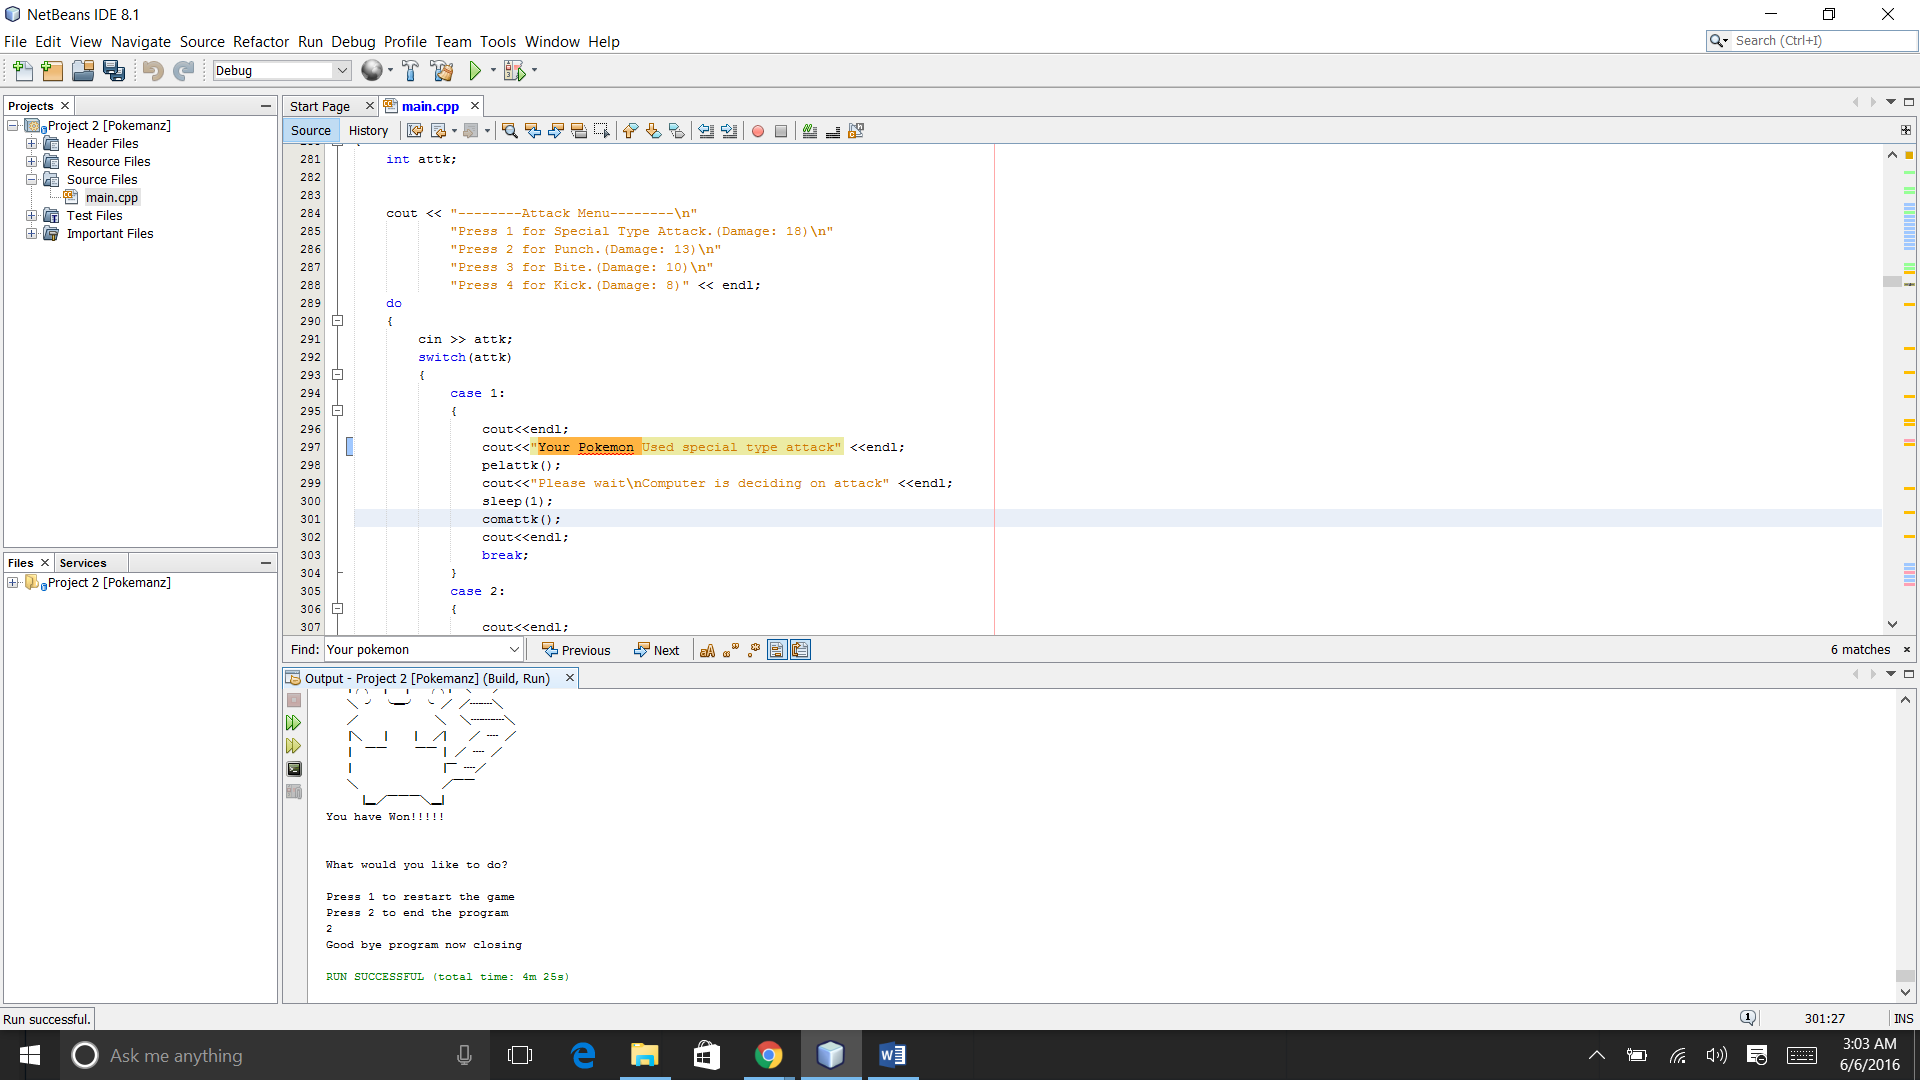 NetBeans IDE 8.1
File Edit View Navigate Source Refactor Run Debug Profile Team Tools Window Help
Search (Ctrl+I)
Debug
Projects
Start Page main.cpp
Project 2 [Pokemanz]
Header Files
Resource Files
Source Files
main.cpp
Test Files
Important Files
Source History
281 int attk;
282
283
284 cout << "--------Attack Menu--------\n"
285 "Press 1 for Special Type Attack.(Damage: 18)\n"
286 "Press 2 for Punch.(Damage: 13)\n"
287 "Press 3 for Bite.(Damage: 10)\n"
288 "Press 4 for Kick.(Damage: 8)" << endl;
289 do
290 {
291 cin >> attk;
292 switch(attk)
293 {
294 case 1:
295 {
296 cout<<endl;
297 cout<<"Your Pokemon Used special type attack" <<endl;
298 pelattk();
299 cout<<"Please wait\nComputer is deciding on attack" <<endl;
300 sleep(1);
301 comattk();
302 cout<<endl;
303 break;
304 }
305 case 2:
306 {
307 cout<<endl;
Files Services
Project 2 [Pokemanz]
Find: Your pokemon Previous Next 6 matches
Output - Project 2 [Pokemanz] (Build, Run)
You have Won!!!!!
What would you like to do?
Press 1 to restart the game
Press 2 to end the program
2
Good bye program now closing
RUN SUCCESSFUL (total time: 4m 25s)
Run successful.
301:27 INS
Ask me anything
3:03 AM
6/6/2016